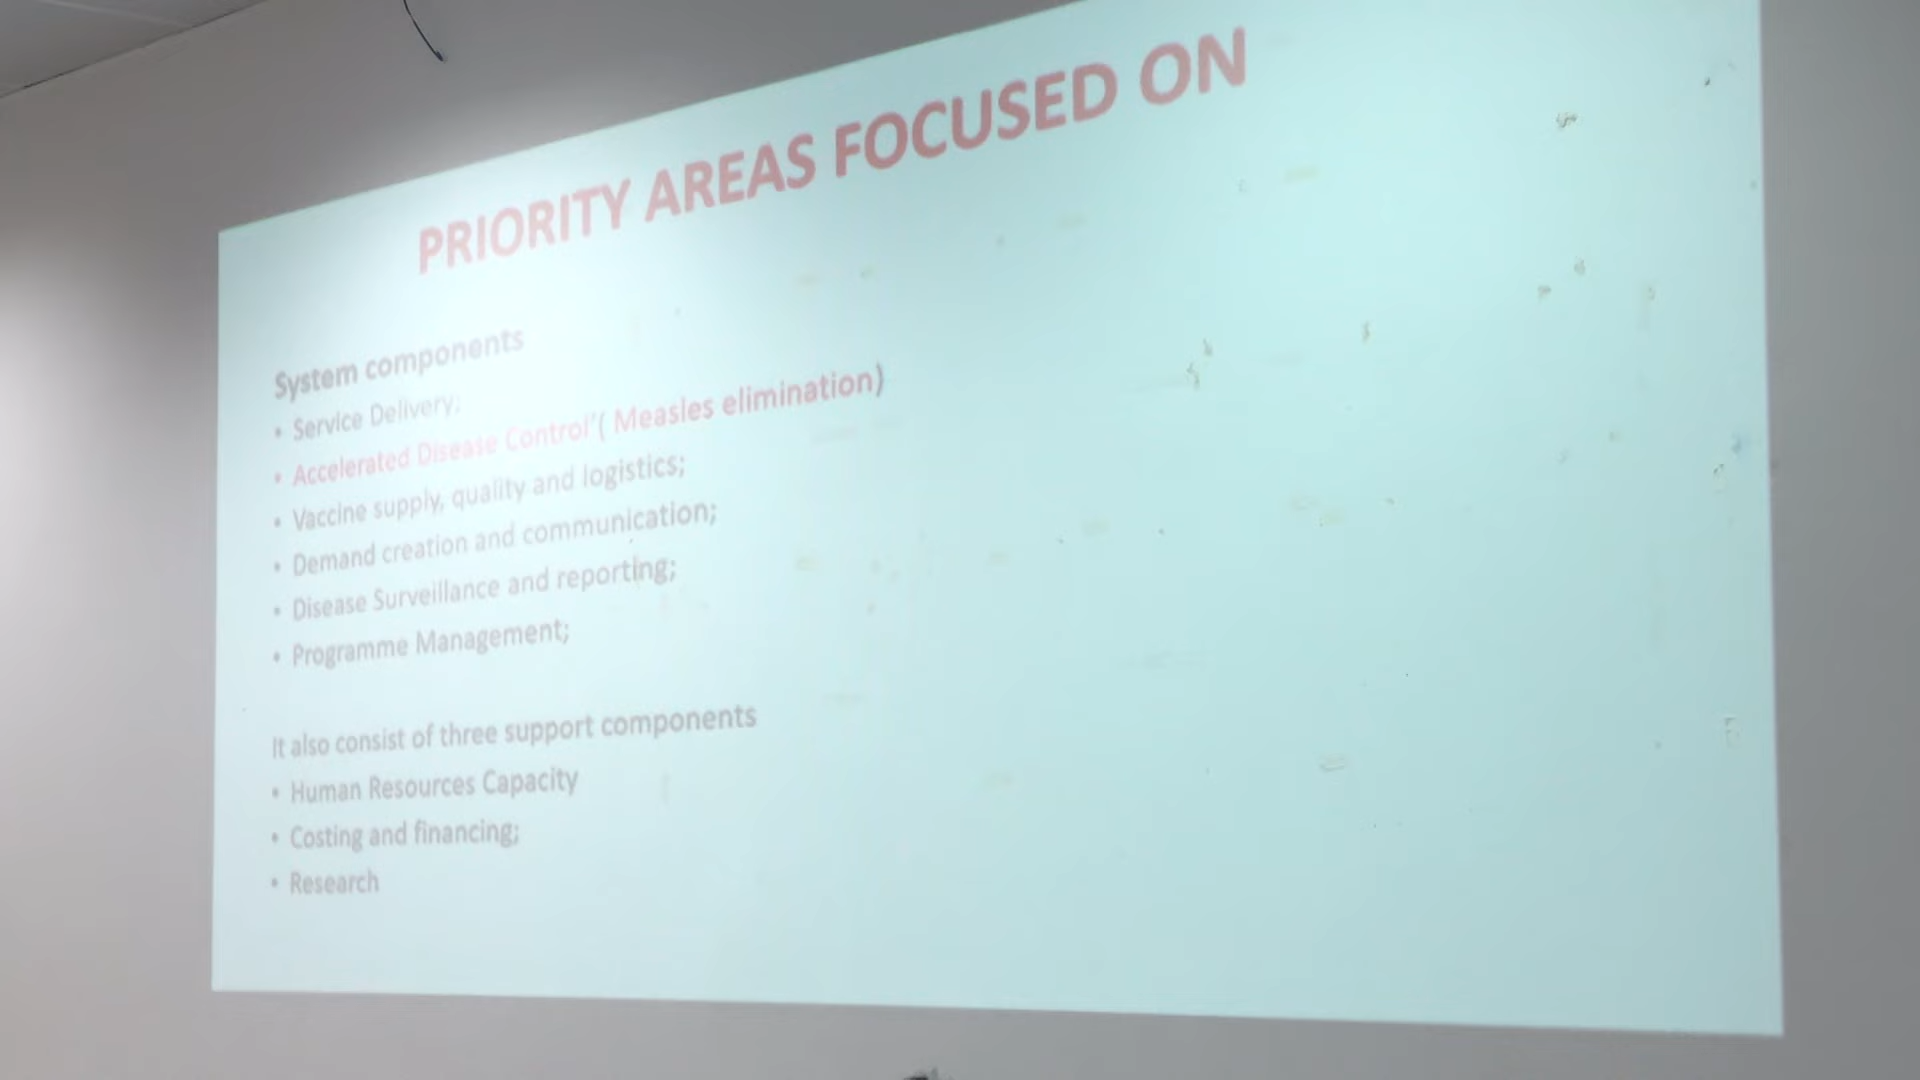 PRIORITY AREAS FOCUSED ON
System components
• Service Delivery;
• Accelerated Disease Control'( Measles elimination)
• Vaccine supply, quality and logistics;
• Demand creation and communication;
• Disease Surveillance and reporting;
• Programme Management;
It also consist of three support components
• Human Resources Capacity
• Costing and financing;
• Research